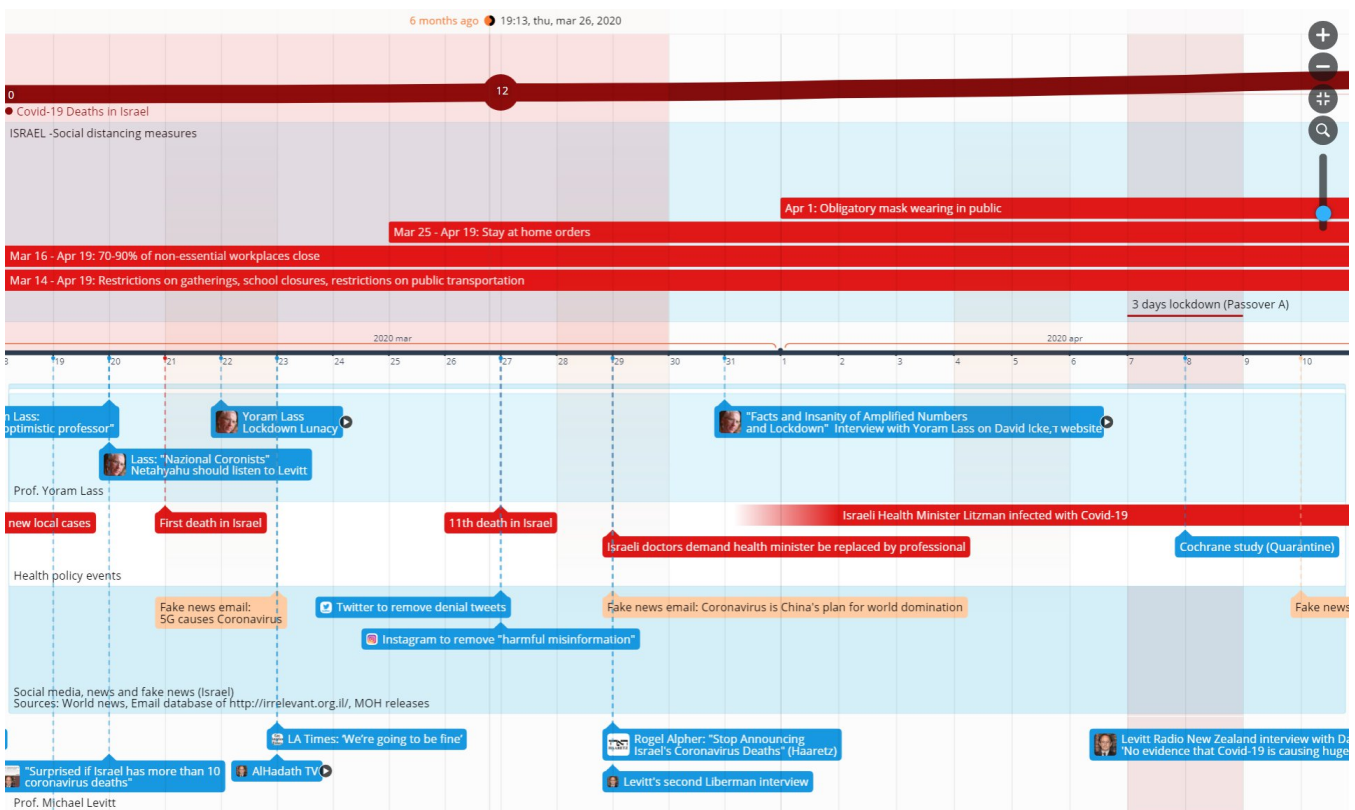 6 months ago 19:13, thu, mar 26, 2020
0
12
Covid-19 Deaths in Israel
ISRAEL -Social distancing measures
Apr 1: Obligatory mask wearing in public
Mar 25 - Apr 19: Stay at home orders
Mar 16 - Apr 19: 70-90% of non-essential workplaces close
Mar 14 - Apr 19: Restrictions on gatherings, school closures, restrictions on public transportation
3 days lockdown (Passover A)
2020 mar 2020 apr
19 20 21 22 23 24 25 26 27 28 29 30 31 1 2 3 4 5 6 7 8 9 10
Lass:
optimistic professor"
Yoram Lass
Lockdown Lunacy
"Facts and Insanity of Amplified Numbers
and Lockdown" Interview with Yoram Lass on David Icke, website
Lass: "Nazional Coronists"
Netahyahu should listen to Levitt
Prof. Yoram Lass
new local cases
First death in Israel
11th death in Israel
Israeli Health Minister Litzman infected with Covid-19
Israeli doctors demand health minister be replaced by professional
Cochrane study (Quarantine)
Health policy events
Fake news email:
5G causes Coronavirus
Twitter to remove denial tweets
Fake news email: Coronavirus is China's plan for world domination
Fake news
Instagram to remove "harmful misinformation"
Social media, news and fake news (Israel)
Sources: World news, Email database of http://irrelevant.org.il/, MOH releases
LA Times: 'We're going to be fine'
Rogel Alpher: "Stop Announcing
Israel's Coronavirus Deaths" (Haaretz)
Levitt Radio New Zealand interview with Da
'No evidence that Covid-19 is causing huge
"Surprised if Israel has more than 10
coronavirus deaths"
AlHadath TV
Levitt's second Liberman interview
Prof. Michael Levitt